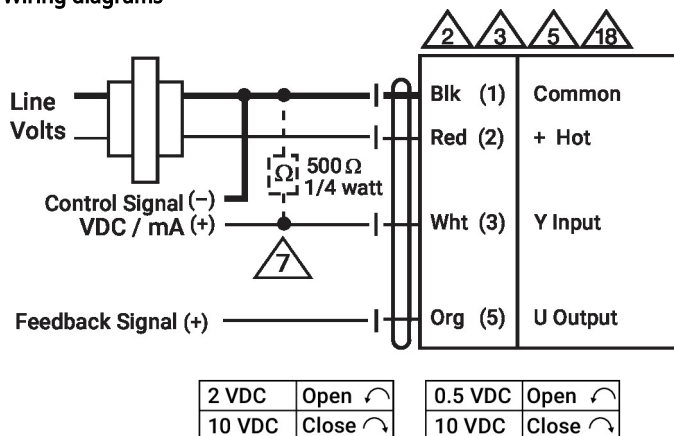 Wiring diagrams
2 3 5 18
Line
Volts
Blk (1) Common
Red (2) + Hot
Ω 500 Ω
1/4 watt
Control Signal (−)
VDC / mA (+)
Wht (3) Y Input
7
Feedback Signal (+)
Org (5) U Output
2 VDC Open ↶ 0.5 VDC Open ↶
10 VDC Close ↷ 10 VDC Close ↷